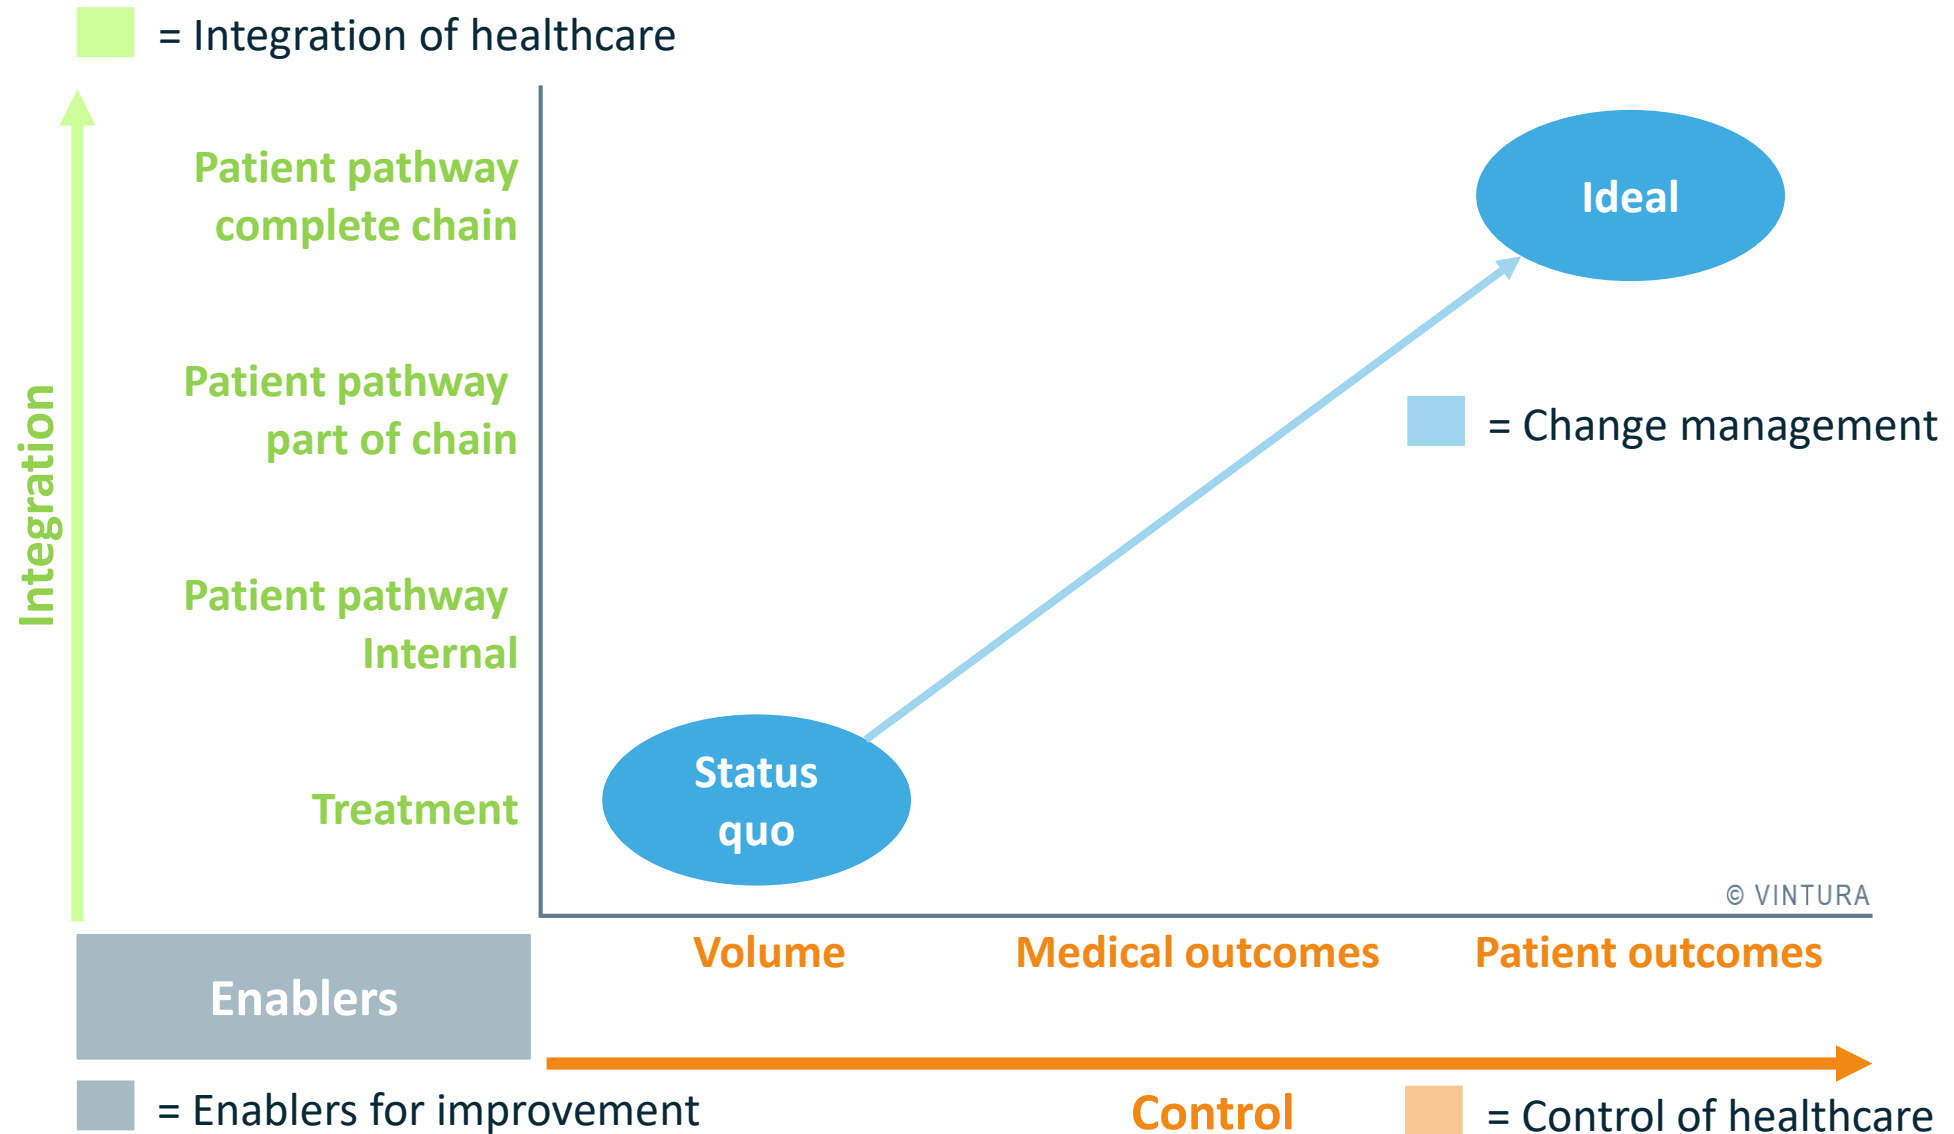 = Integration of healthcare
Integration
Patient pathway
complete chain
Patient pathway
part of chain
Patient pathway
Internal
Treatment
Ideal
= Change management
Status
quo
© VINTURA
Volume
Medical outcomes
Patient outcomes
Enablers
= Enablers for improvement
Control
= Control of healthcare